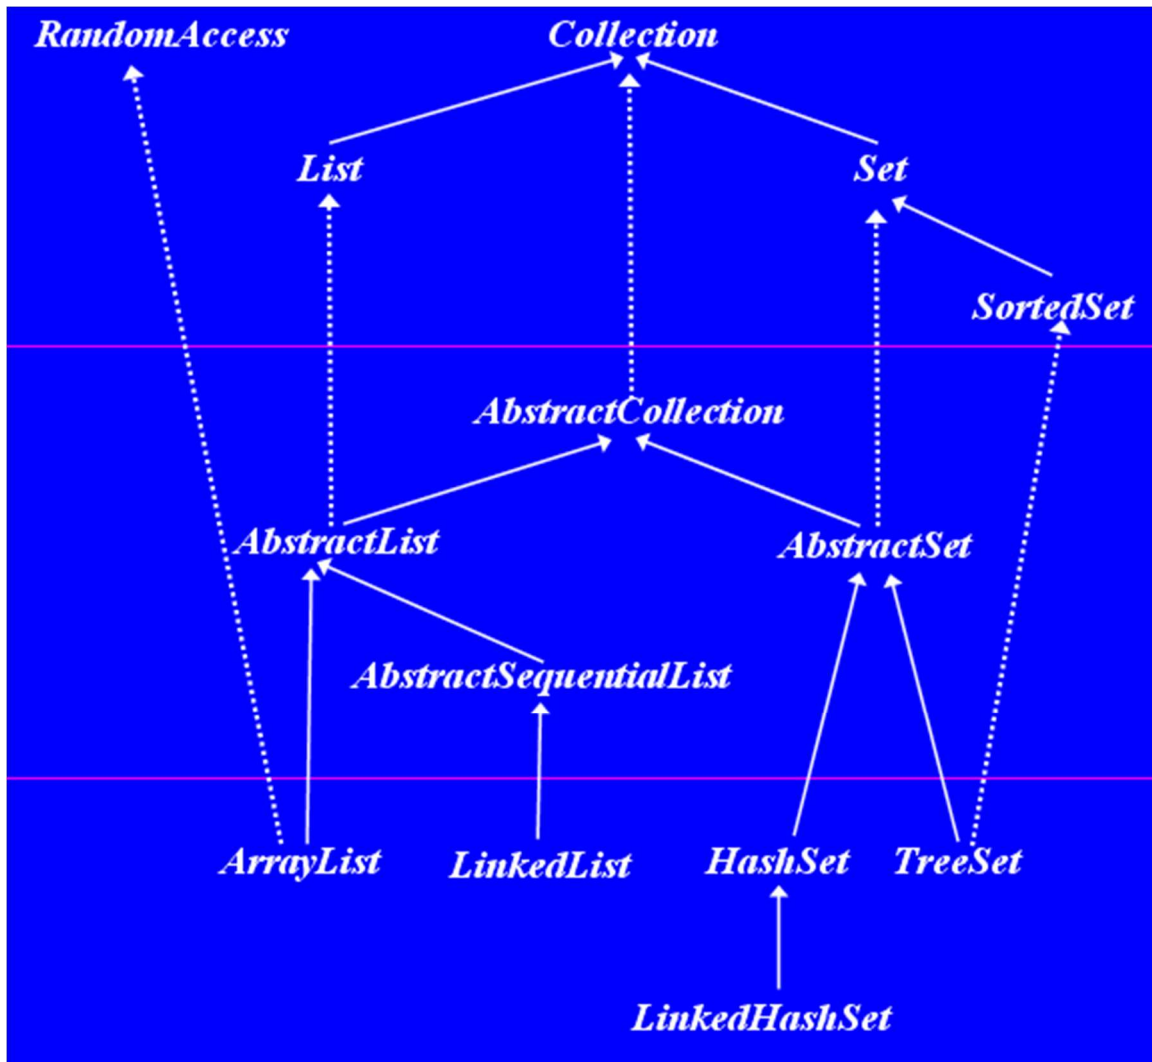 RandomAccess
Collection
List
Set
SortedSet
AbstractCollection
AbstractList
AbstractSet
AbstractSequentialList
ArrayList
LinkedList
HashSet
TreeSet
LinkedHashSet